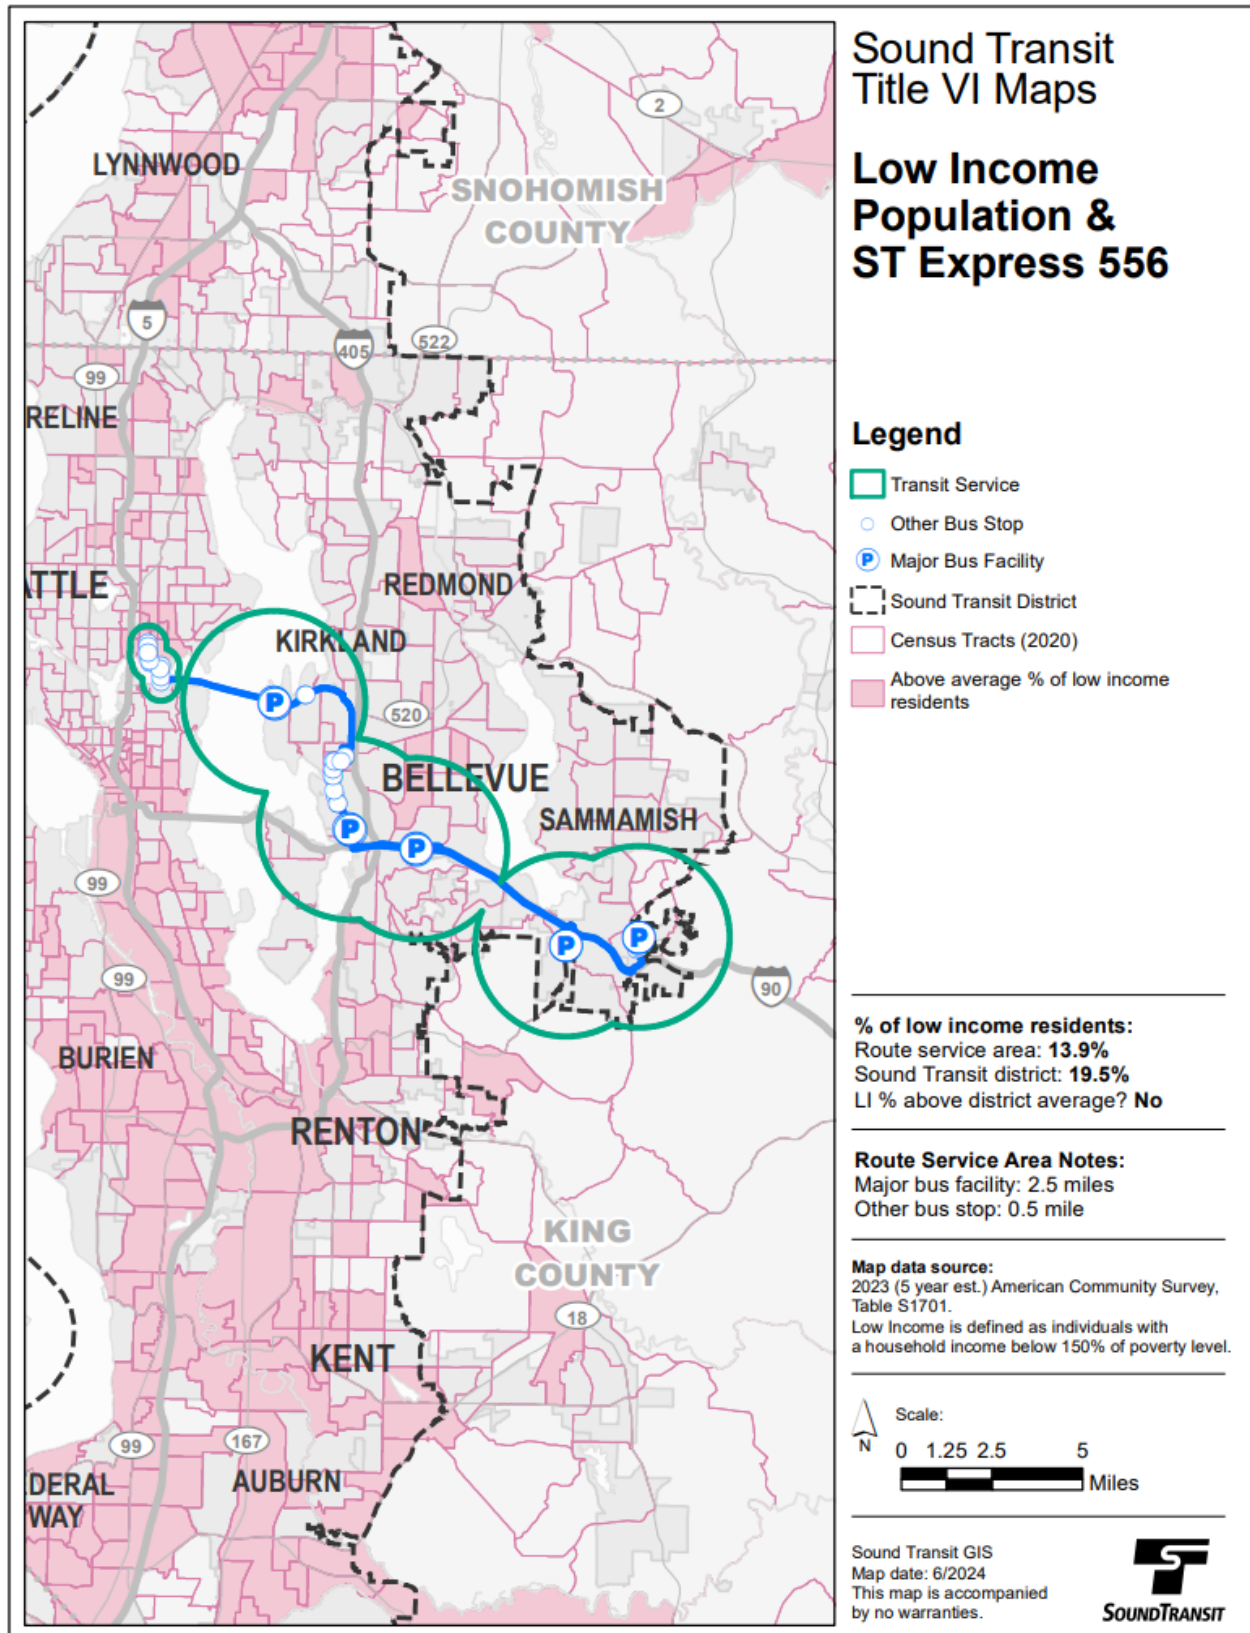 Sound Transit
Title VI Maps
Low Income
Population &
ST Express 556
Legend
Transit Service
Other Bus Stop
P
Major Bus Facility
Sound Transit District
Census Tracts (2020)
Above average % of low income
residents
% of low income residents:
Route service area: 13.9%
Sound Transit district: 19.5%
LI % above district average? No
Route Service Area Notes:
Major bus facility: 2.5 miles
Other bus stop: 0.5 mile
Map data source:
2023 (5 year est.) American Community Survey,
Table S1701.
Low Income is defined as individuals with
a household income below 150% of poverty level.
N
Scale:
0 1.25 2.5 5
Miles
Sound Transit GIS
Map date: 6/2024
This map is accompanied
by no warranties.
SOUNDTRANSIT
2
LYNNWOOD
SNOHOMISH
COUNTY
5
405
522
99
RELINE
ATTLE
REDMOND
KIRKLAND
P
520
BELLEVUE
SAMMAMISH
P
P
99
P
P
99
90
BURIEN
RENTON
KING
COUNTY
18
KENT
99
167
DERAL
WAY
AUBURN